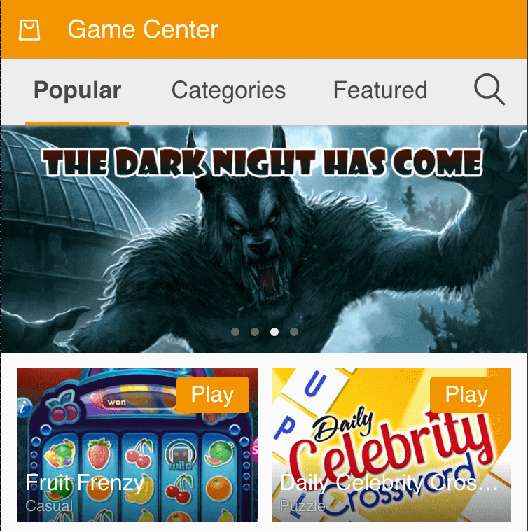 Game Center
Popular
Categories
Featured
THE DARK NIGHT HAS COME
won
Play
Fruit Frenzy
Casual
U
P
Play
Daily
Celebrity
Crossword
Daily Celebrity Cros...
Puzzle